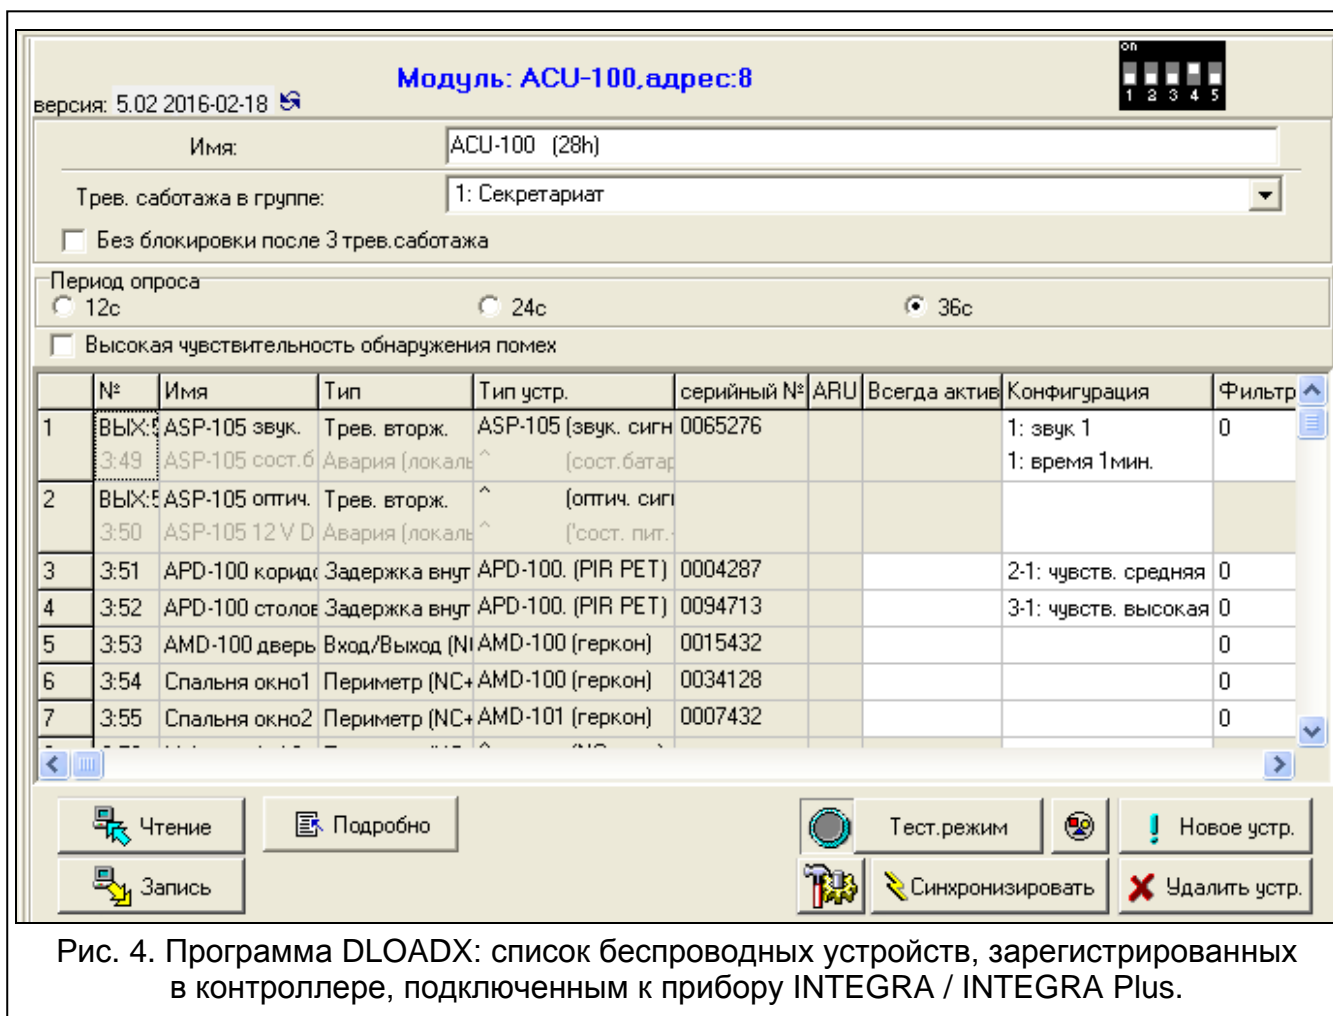 on
Модуль: ACU-100,адрес:8
1 2 3 4 5
версия: 5.02 2016-02-18
Имя: ACU-100 (28h)
Трев. саботажа в группе: 1: Секретариат
Без блокировки после 3 трев.саботажа
Период опроса
12с 24с 36с
Высокая чувствительность обнаружения помех
№ Имя Тип Тип устр. серийный № ARU Всегда актив Конфигурация Фильтр
1 ВЫХ: ASP-105 звук. Трев. вторж. ASP-105 (звук. сигн 0065276 1: звук 1 0
3:49 ASP-105 сост.б Авария (локаль ^ (сост.батар 1: время 1мин.
2 ВЫХ: ASP-105 оптич. Трев. вторж. ^ (оптич. сиг
3:50 ASP-105 12 V D Авария (локаль ^ ('сост. пит.
3 3:51 APD-100 коридо Задержка внут APD-100. (PIR PET) 0004287 2-1: чувств. средняя 0
4 3:52 APD-100 столов Задержка внут APD-100. (PIR PET) 0094713 3-1: чувств. высокая 0
5 3:53 AMD-100 дверь Вход/Выход (N AMD-100 (геркон) 0015432 0
6 3:54 Спальня окно1 Периметр (NC+ AMD-100 (геркон) 0034128 0
7 3:55 Спальня окно2 Периметр (NC+ AMD-101 (геркон) 0007432 0
Чтение Подробно Тест.режим Новое устр.
Запись Синхронизировать Удалить устр.
Рис. 4. Программа DLOADX: список беспроводных устройств, зарегистрированных
в контроллере, подключенным к прибору INTEGRA / INTEGRA Plus.